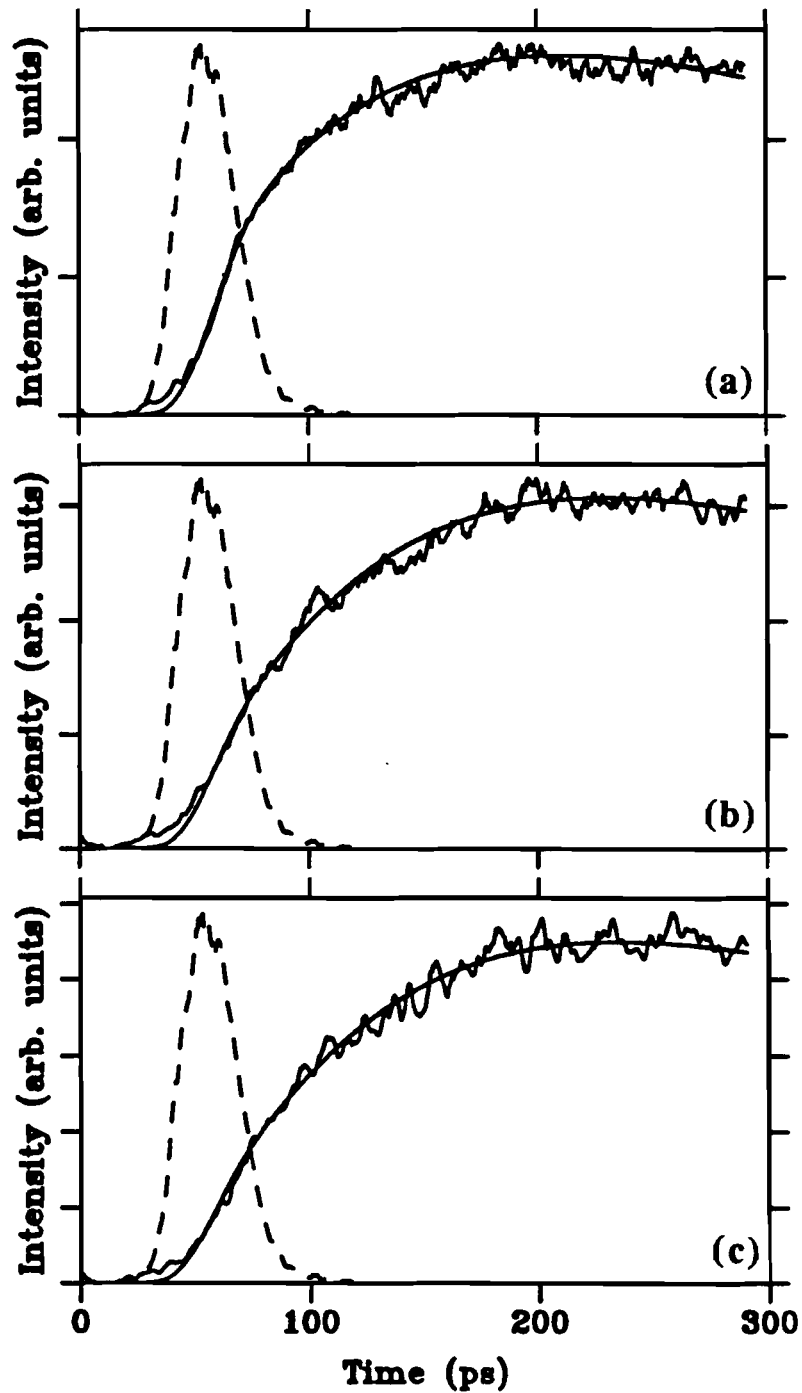 Intensity (arb. units)
(a)
Intensity (arb. units)
(b)
Intensity (arb. units)
(c)
0 100 200 300
Time (ps)